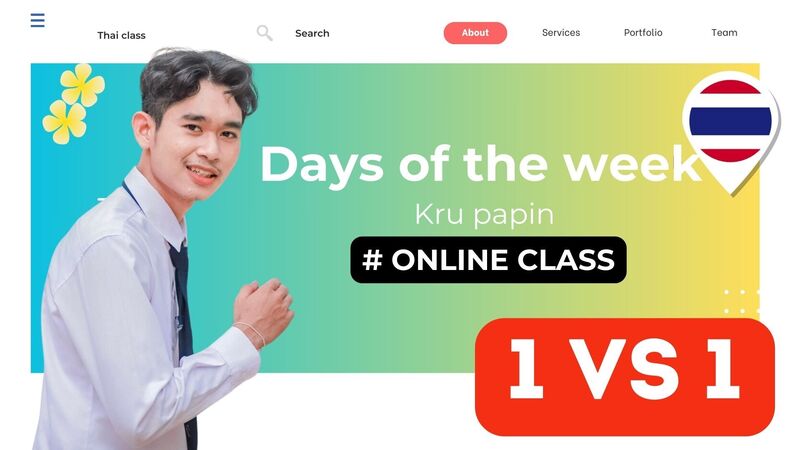 Thai class
Search
About
Services
Portfolio
Team
Days of the week
Kru papin
# ONLINE CLASS
1 VS 1